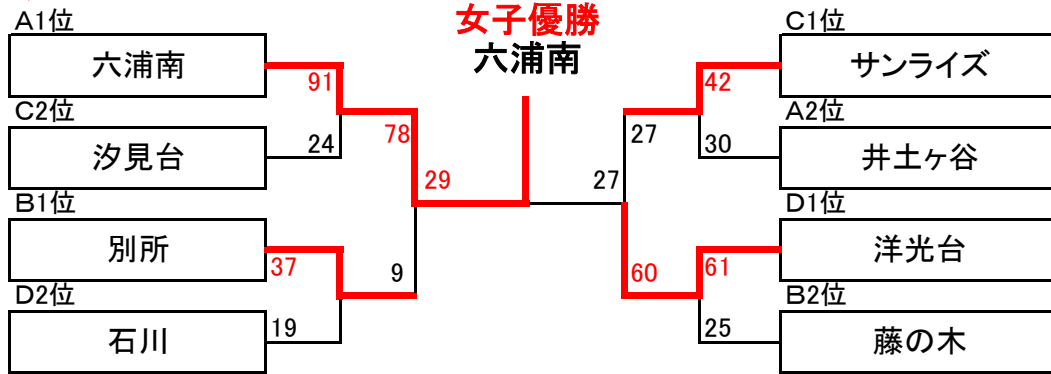 女子優勝
六浦南
A1位
六浦南
91
C2位
汐見台
24
78
B1位
別所
37
D2位
石川
19
9
29
27
C1位
サンライズ
42
A2位
井土ヶ谷
30
27
D1位
洋光台
61
B2位
藤の木
25
60